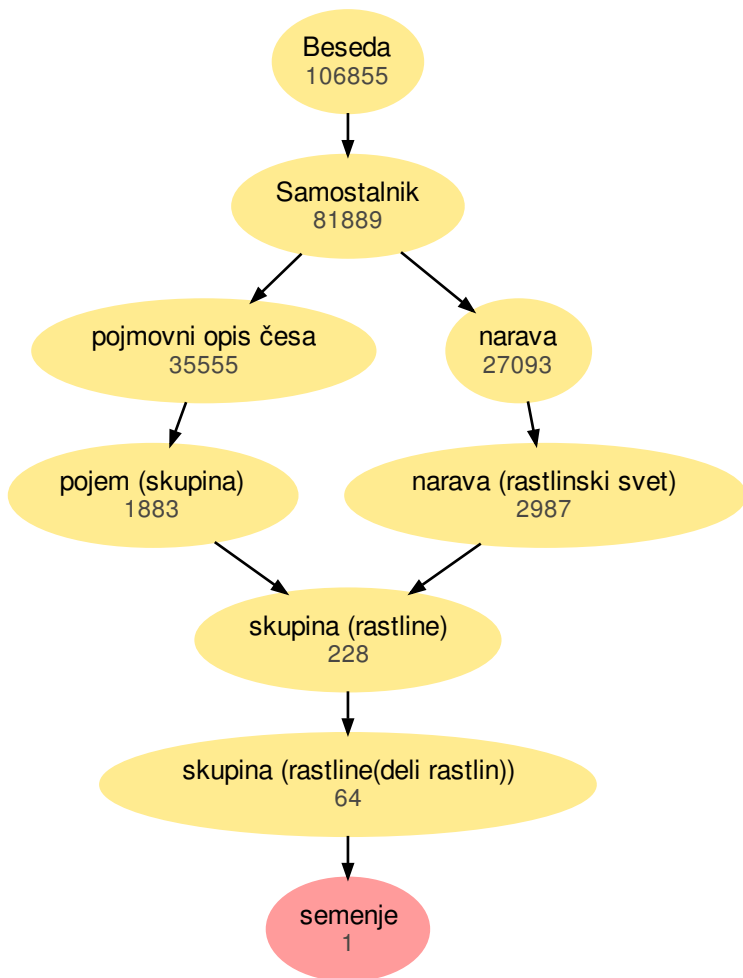 Beseda
106855
Samostalnik
81889
pojmovni opis česa
35555
narava
27093
pojem (skupina)
1883
narava (rastlinski svet)
2987
skupina (rastline)
228
skupina (rastline(deli rastlin))
64
semenje
1